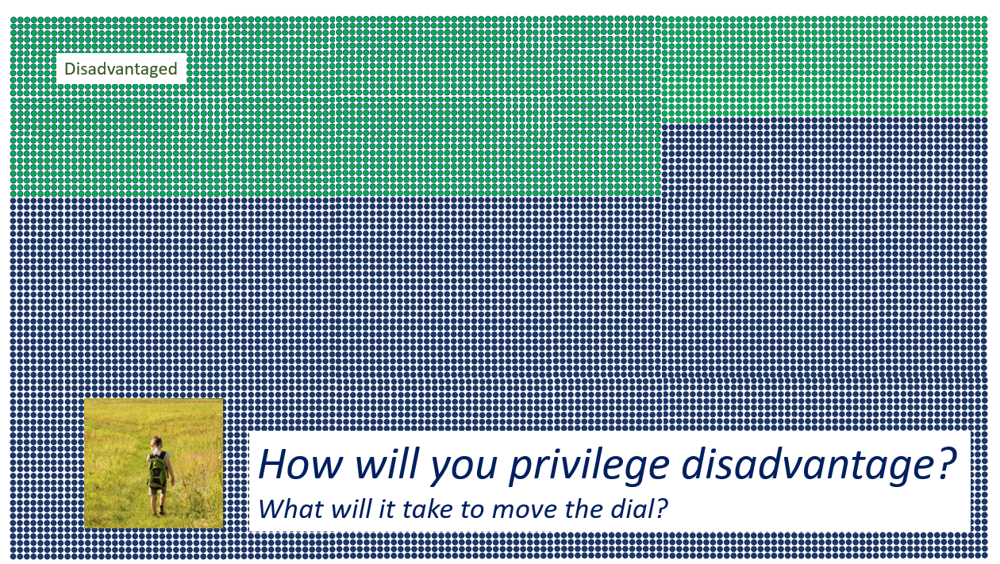 Disadvantaged
How will you privilege disadvantage?
What will it take to move the dial?